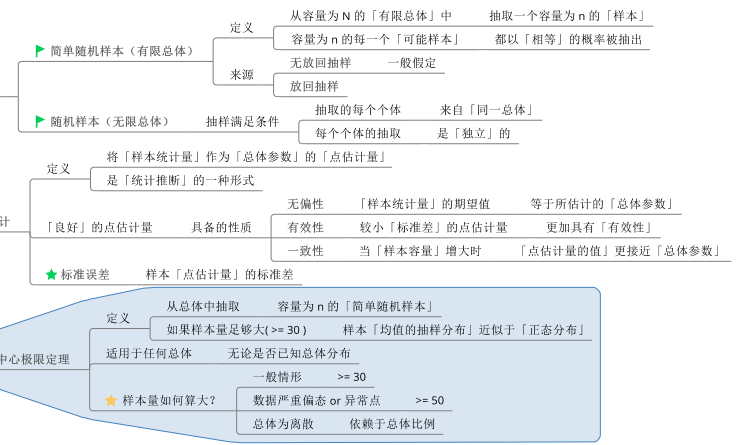 简单随机样本（有限总体）
定义
从容量为 N 的「有限总体」中 抽取一个容量为 n 的「样本」
容量为 n 的每一个「可能样本」 都以「相等」的概率被抽出
来源
无放回抽样 一般假定
放回抽样
随机样本（无限总体） 抽样满足条件
抽取的每个个体 来自「同一总体」
每个个体的抽取 是「独立」的
计
定义
将「样本统计量」作为「总体参数」的「点估计量」
是「统计推断」的一种形式
「良好」的点估计量 具备的性质
无偏性 「样本统计量」的期望值 等于所估计的「总体参数」
有效性 较小「标准差」的点估计量 更加具有「有效性」
一致性 当「样本容量」增大时 「点估计量的值」更接近「总体参数」
标准误差 样本「点估计量」的标准差
中心极限定理
定义
从总体中抽取 容量为 n 的「简单随机样本」
如果样本量足够大( >= 30 ) 样本「均值的抽样分布」近似于「正态分布」
适用于任何总体 无论是否已知总体分布
样本量如何算大?
一般情形 >= 30
数据严重偏态 or 异常点 >= 50
总体为离散 依赖于总体比例